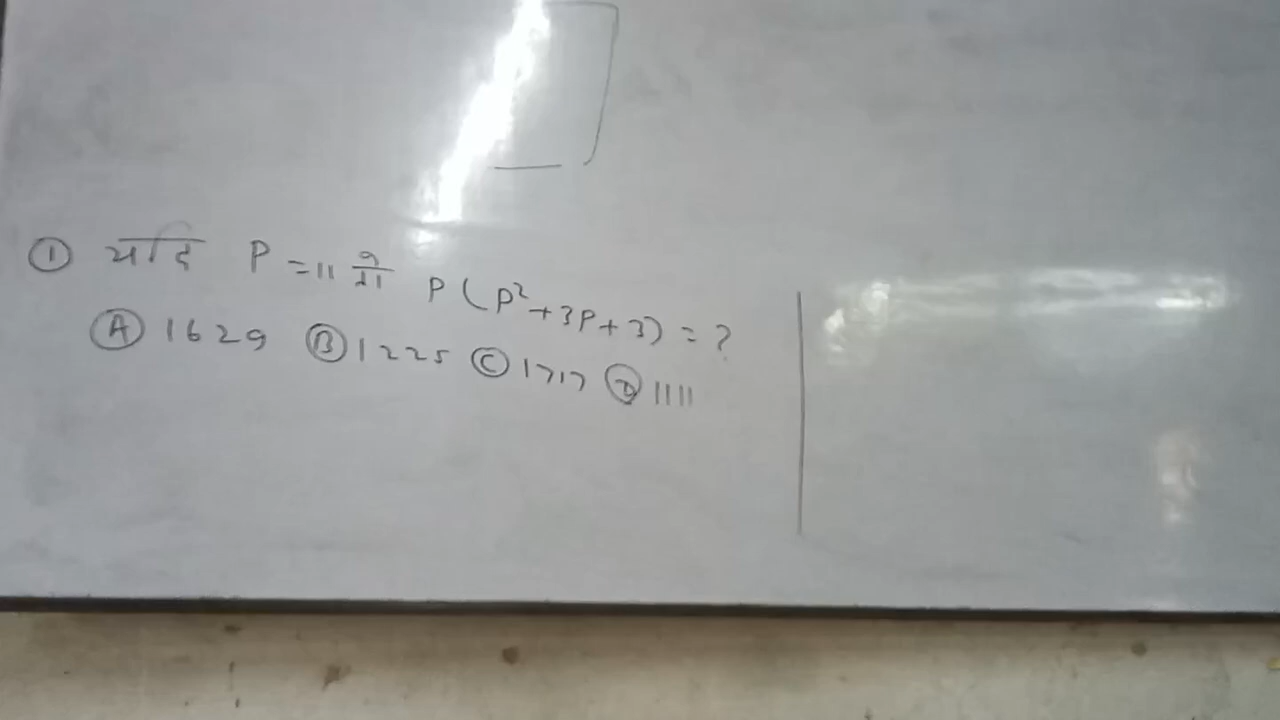 ① यदि P = 11 तो P(P²+3P+3) = ?
Ⓐ 1629 Ⓑ 1225 Ⓒ 1717 Ⓓ 1111